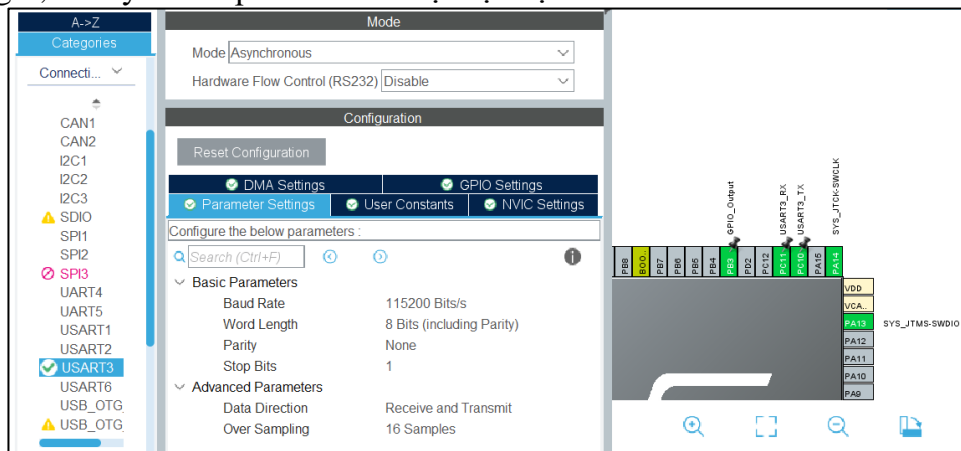 A->Z
Categories
Connecti...
CAN1
CAN2
I2C1
I2C2
I2C3
SDIO
SPI1
SPI2
SPI3
UART4
UART5
USART1
USART2
USART3
USART6
USB_OTG_
USB_OTG_
Mode
Mode Asynchronous
Hardware Flow Control (RS232) Disable
Configuration
Reset Configuration
DMA Settings GPIO Settings
Parameter Settings User Constants NVIC Settings
Configure the below parameters :
Search (Ctrl+F)
Basic Parameters
Baud Rate 115200 Bits/s
Word Length 8 Bits (including Parity)
Parity None
Stop Bits 1
Advanced Parameters
Data Direction Receive and Transmit
Over Sampling 16 Samples
GPIO_Output
USART3_RX
USART3_TX
SYS_JTCK-SWCLK
PB8
BOO..
PB7
PB6
PB5
PB4
PB3
PD2
PC12
PC11
PC10
PA15
PA14
VDD
VCA..
PA13 SYS_JTMS-SWDIO
PA12
PA11
PA10
PA9